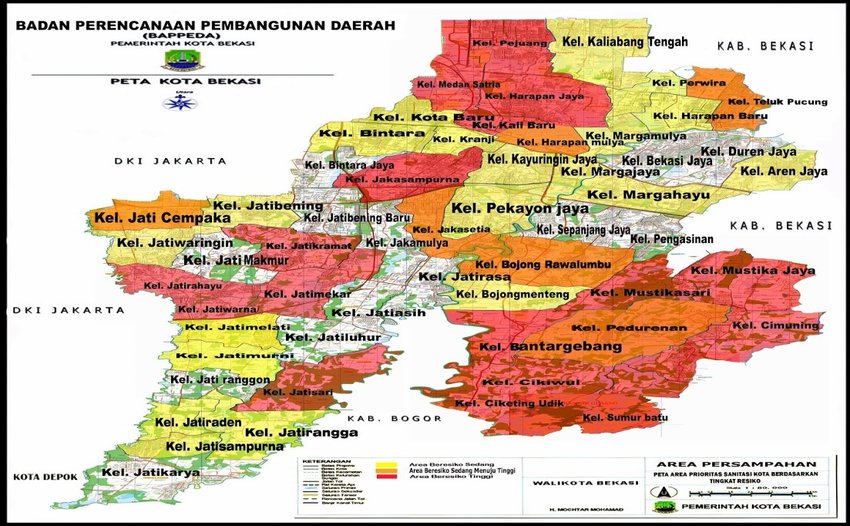 BADAN PERENCANAAN PEMBANGUNAN DAERAH
(BAPPEDA)
PEMERINTAH KOTA BEKASI
PETA KOTA BEKASI
Utara
KAB. BEKASI
DKI JAKARTA
KAB. BEKASI
DKI JAKARTA
KAB. BOGOR
KOTA DEPOK
Kel. Pejuang
Kel. Kaliabang Tengah
Kel. Medan Satria
Kel. Harapan Jaya
Kel. Perwira
Kel. Teluk Pucung
Kel. Harapan Baru
Kel. Kota Baru
Kel. Kali Baru
Kel. Bintara
Kel. Kranji
Kel. Harapan mulya
Kel. Margamulya
Kel. Bintara Jaya
Kel. Kayuringin Jaya
Kel. Bekasi Jaya
Kel. Duren Jaya
Kel. Margajaya
Kel. Aren Jaya
Kel. Jakasampurna
Kel. Margahayu
Kel. Jatibening
Kel. Jati Cempaka
Kel. Jatibening Baru
Kel. Pekayon jaya
Kel. Jakasetia
Kel. Sepanjang Jaya
Kel. Pengasinan
Kel. Jatiwaringin
Kel. Jatikramat
Kel. Jakamulya
Kel. Jati Makmur
Kel. Jatirasa
Kel. Bojong Rawalumbu
Kel. Mustika Jaya
Kel. Jatirahayu
Kel. Jatimekar
Kel. Bojongmenteng
Kel. Mustikasari
Kel. Jatiwarna
Kel. Jatiasih
Kel. Jatimelati
Kel. Jatiluhur
Kel. Pedurenan
Kel. Cimuning
Kel. Jatimurni
Kel. Bantargebang
Kel. Jati ranggon
Kel. Jatisari
Kel. Cikiwul
Kel. Ciketing Udik
Kel. Sumur batu
Kel. Jatiraden
Kel. Jatirangga
Kel. Jatisampurna
Kel. Jatikarya
KETERANGAN
Area Beresiko Sedang
Area Beresiko Sedang Menuju Tinggi
Area Beresiko Tinggi
WALIKOTA BEKASI
H. MOCHTAR MOHAMAD
AREA PERSAMPAHAN
PETA AREA PRIORITAS SANITASI KOTA BERDASARKAN
TINGKAT RESIKO
PEMERINTAH KOTA BEKASI